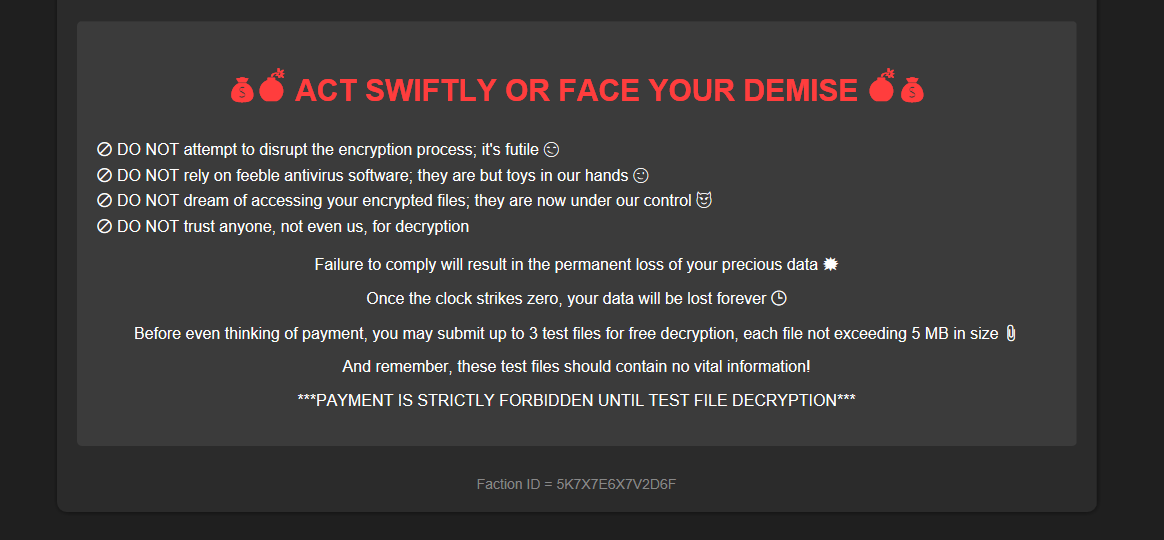 💰💣 ACT SWIFTLY OR FACE YOUR DEMISE 💣💰
🛇 DO NOT attempt to disrupt the encryption process; it's futile 😉
🛇 DO NOT rely on feeble antivirus software; they are but toys in our hands 😉
🛇 DO NOT dream of accessing your encrypted files; they are now under our control 😈
🛇 DO NOT trust anyone, not even us, for decryption
Failure to comply will result in the permanent loss of your precious data ✹
Once the clock strikes zero, your data will be lost forever 🕒
Before even thinking of payment, you may submit up to 3 test files for free decryption, each file not exceeding 5 MB in size 📎
And remember, these test files should contain no vital information!
***PAYMENT IS STRICTLY FORBIDDEN UNTIL TEST FILE DECRYPTION***
Faction ID = 5K7X7E6X7V2D6F